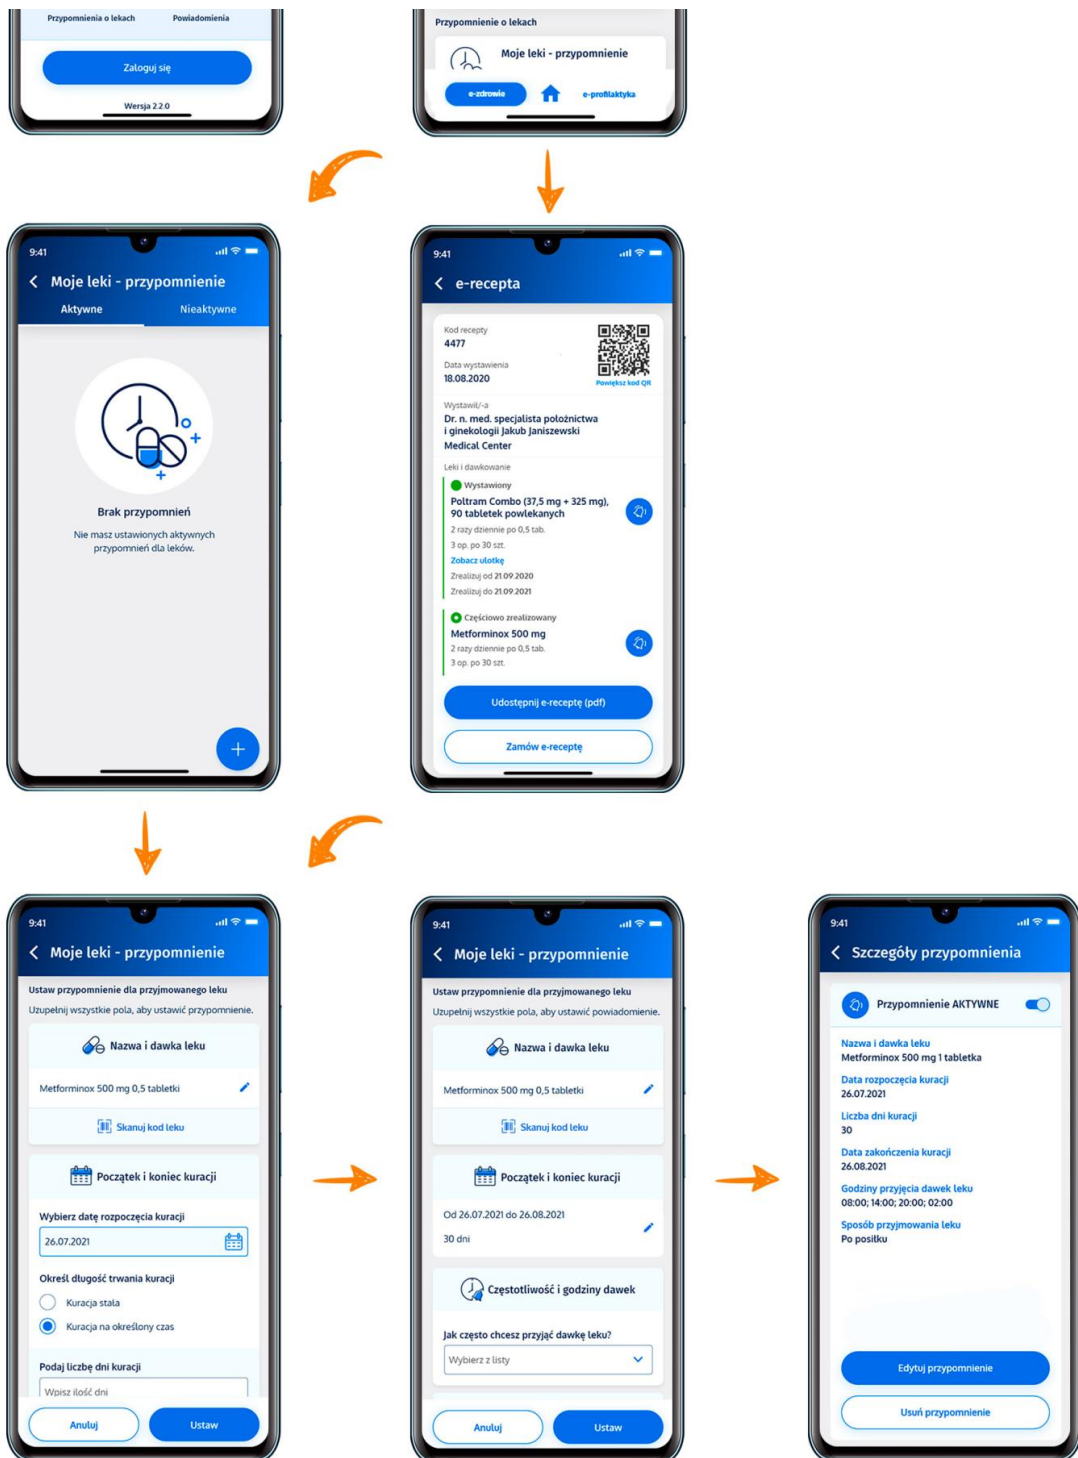 Przypomnienia o lekach
Powiadomienia
Zaloguj się
Wersja 2.2.0
Przypomnienie o lekach
Moje leki - przypomnienie
e-zdrowie
e-profilaktyka
9:41
Moje leki - przypomnienie
Aktywne
Nieaktywne
Brak przypomnień
Nie masz ustawionych aktywnych
przypomnień dla leków.
9:41
e-recepta
Kod recepty
4477
Data wystawienia
18.08.2020
Powiększ kod QR
Wystawił/-a
Dr. n. med. specjalista położnictwa
i ginekologii Jakub Janiszewski
Medical Center
Leki i dawkowanie
Wystawiony
Poltram Combo (37,5 mg + 325 mg),
90 tabletek powlekanych
2 razy dziennie po 0,5 tab.
3 op. po 30 szt.
Zobacz ulotkę
Zrealizuj od 21.09.2020
Zrealizuj do 21.09.2021
Częściowo zrealizowany
Metforminox 500 mg
2 razy dziennie po 0,5 tab.
3 op. po 30 szt.
Udostępnij e-receptę (pdf)
Zamów e-receptę
9:41
Moje leki - przypomnienie
Ustaw przypomnienie dla przyjmowanego leku
Uzupełnij wszystkie pola, aby ustawić przypomnienie.
Nazwa i dawka leku
Metforminox 500 mg 0,5 tabletki
Skanuj kod leku
Początek i koniec kuracji
Wybierz datę rozpoczęcia kuracji
26.07.2021
Określ długość trwania kuracji
Kuracja stała
Kuracja na określony czas
Podaj liczbę dni kuracji
Wpisz ilość dni
Anuluj
Ustaw
9:41
Moje leki - przypomnienie
Ustaw przypomnienie dla przyjmowanego leku
Uzupełnij wszystkie pola, aby ustawić powiadomienie.
Nazwa i dawka leku
Metforminox 500 mg 0,5 tabletki
Skanuj kod leku
Początek i koniec kuracji
Od 26.07.2021 do 26.08.2021
30 dni
Częstotliwość i godziny dawek
Jak często chcesz przyjąć dawkę leku?
Wybierz z listy
Anuluj
Ustaw
9:41
Szczegóły przypomnienia
Przypomnienie AKTYWNE
Nazwa i dawka leku
Metforminox 500 mg 1 tabletka
Data rozpoczęcia kuracji
26.07.2021
Liczba dni kuracji
30
Data zakończenia kuracji
26.08.2021
Godziny przyjęcia dawek leku
08:00; 14:00; 20:00; 02:00
Sposób przyjmowania leku
Po posiłku
Edytuj przypomnienie
Usuń przypomnienie